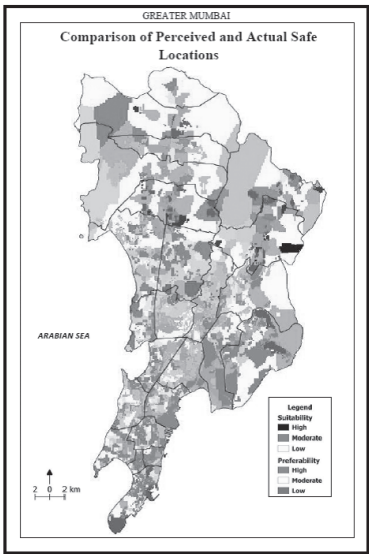 GREATER MUMBAI
Comparison of Perceived and Actual Safe
Locations
ARABIAN SEA
Legend
Suitability
High
Moderate
Low
Preferability
High
Moderate
Low
2 0 2 km